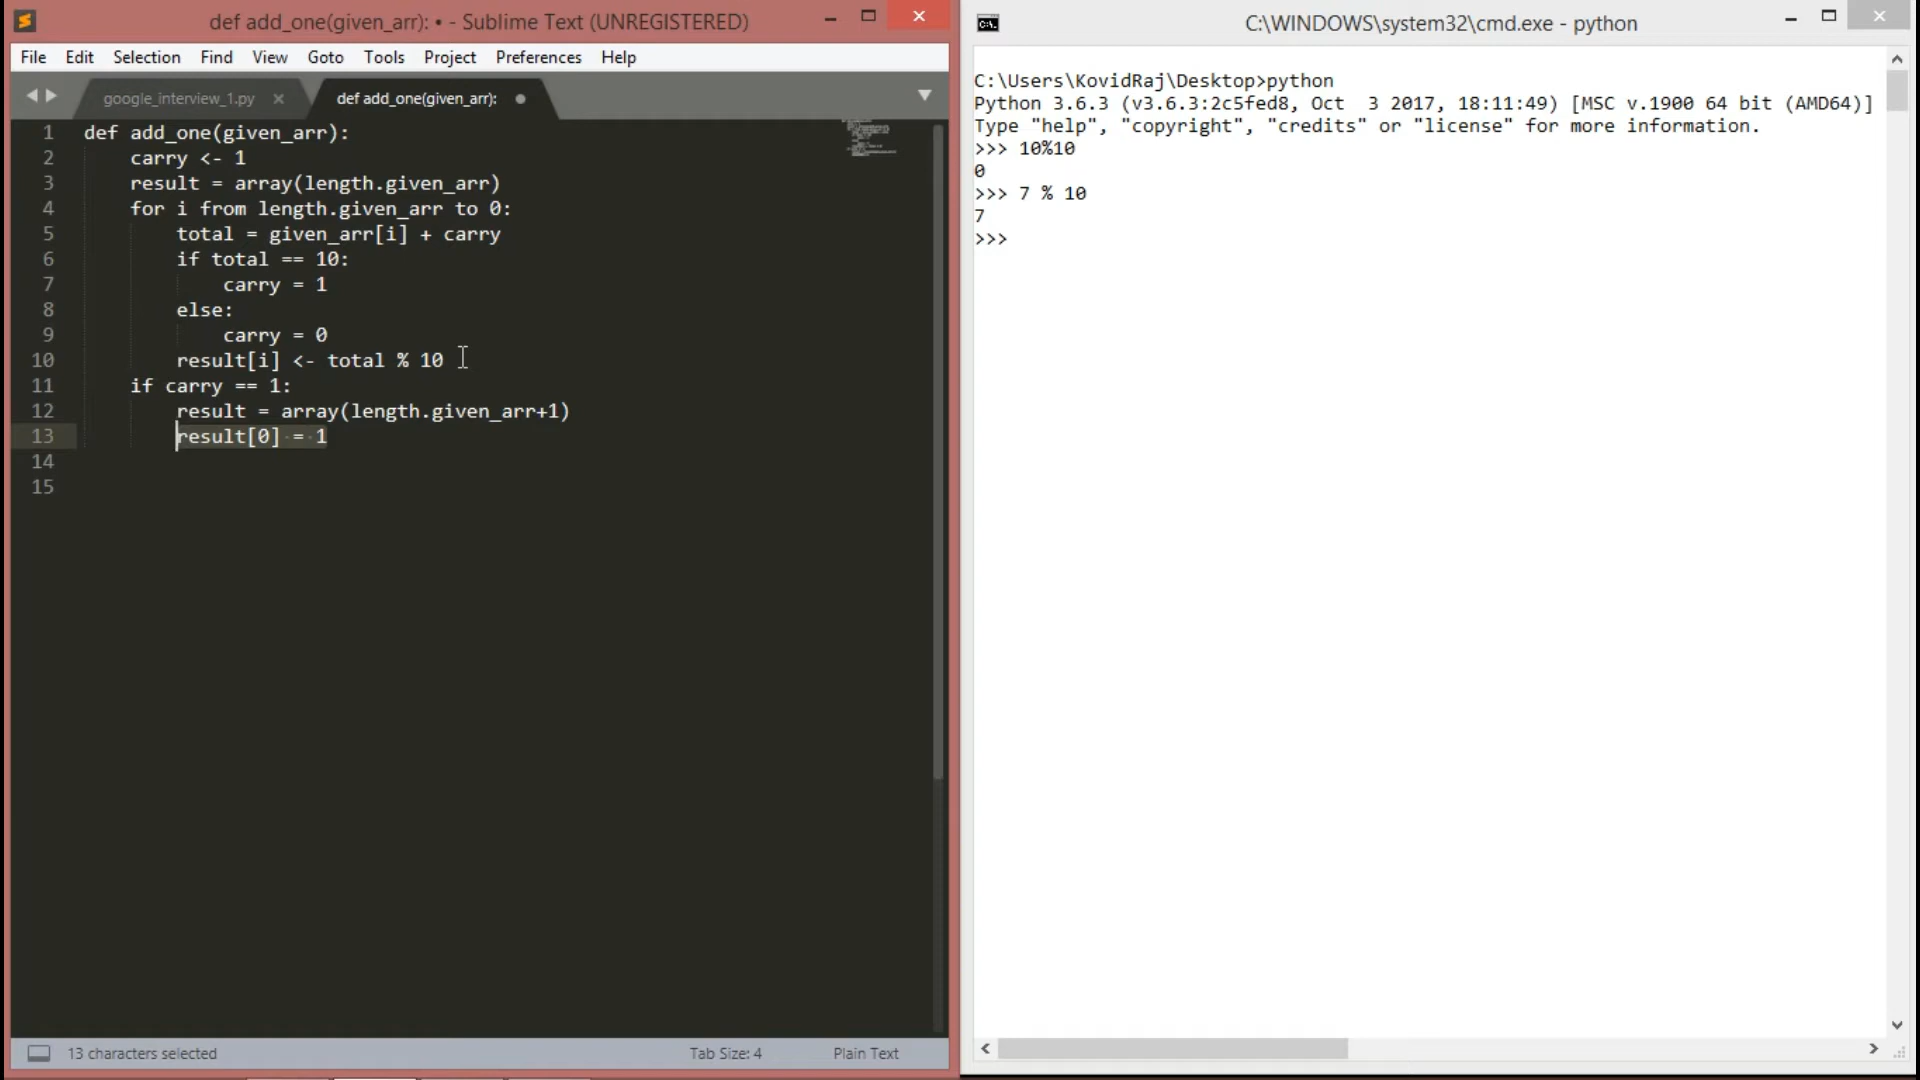 def add_one(given_arr): • - Sublime Text (UNREGISTERED)
File Edit Selection Find View Goto Tools Project Preferences Help
google_interview_1.py def add_one(given_arr):
1 def add_one(given_arr):
2 carry <- 1
3 result = array(length.given_arr)
4 for i from length.given_arr to 0:
5 total = given_arr[i] + carry
6 if total == 10:
7 carry = 1
8 else:
9 carry = 0
10 result[i] <- total % 10
11 if carry == 1:
12 result = array(length.given_arr+1)
13 result[0] = 1
14
15
13 characters selected Tab Size: 4 Plain Text
C:\WINDOWS\system32\cmd.exe - python
C:\Users\KovidRaj\Desktop>python
Python 3.6.3 (v3.6.3:2c5fed8, Oct  3 2017, 18:11:49) [MSC v.1900 64 bit (AMD64)]
Type "help", "copyright", "credits" or "license" for more information.
>>> 10%10
0
>>> 7 % 10
7
>>>